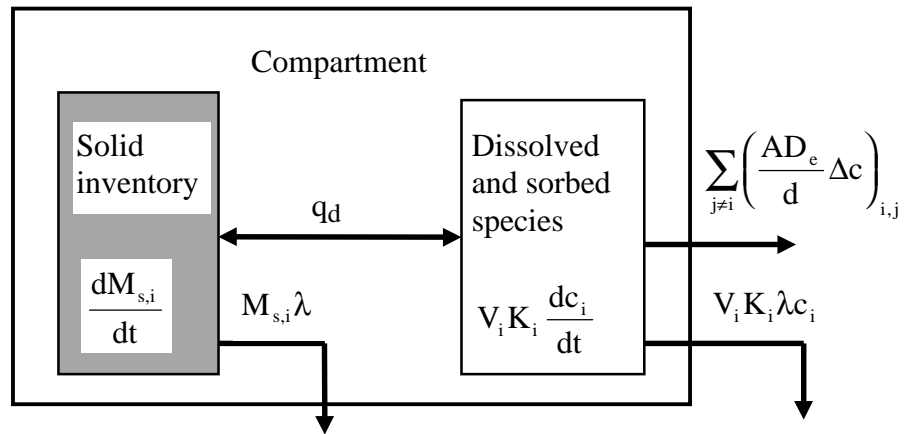 Compartment
Solid
inventory
dM_{s,i}/dt
M_{s,i}λ
q_d
Dissolved
and sorbed
species
V_i K_i dc_i/dt
∑_{j≠i} (AD_e/d Δc)_{i,j}
V_i K_i λc_i